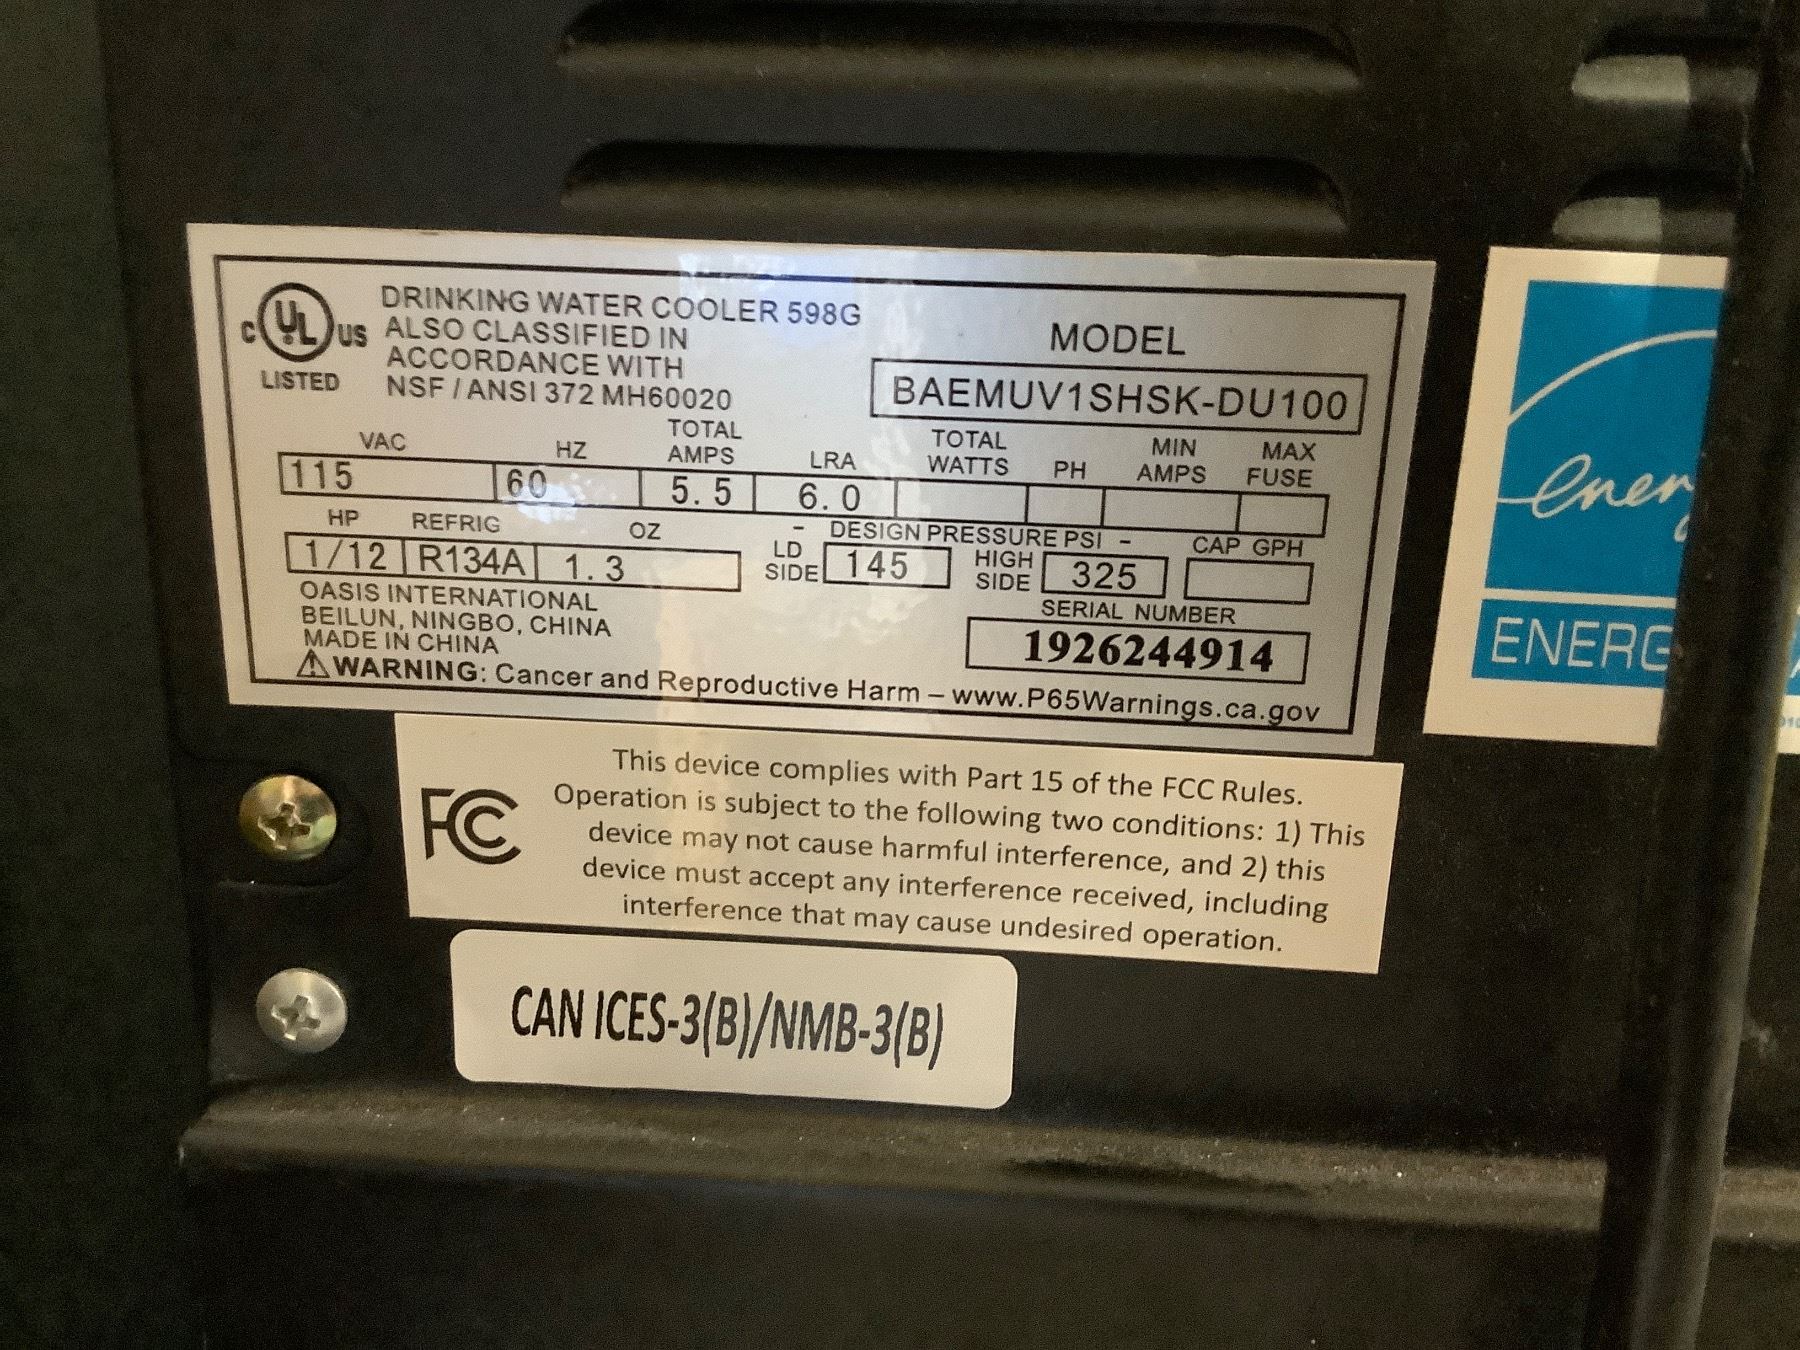 C UL US
LISTED
DRINKING WATER COOLER 598G
ALSO CLASSIFIED IN
ACCORDANCE WITH
NSF / ANSI 372 MH60020
MODEL
BAEMUV1SHSK-DU100
VAC HZ TOTAL AMPS LRA TOTAL WATTS PH MIN AMPS MAX FUSE
115 60 5.5 6.0
HP REFRIG OZ - DESIGN PRESSURE PSI - CAP GPH
1/12 R134A 1.3 LD SIDE 145 HIGH SIDE 325
OASIS INTERNATIONAL
BEILUN, NINGBO, CHINA
MADE IN CHINA
SERIAL NUMBER
1926244914
⚠WARNING: Cancer and Reproductive Harm – www.P65Warnings.ca.gov
energ
ENERG
FC
This device complies with Part 15 of the FCC Rules.
Operation is subject to the following two conditions: 1) This
device may not cause harmful interference, and 2) this
device must accept any interference received, including
interference that may cause undesired operation.
CAN ICES-3(B)/NMB-3(B)